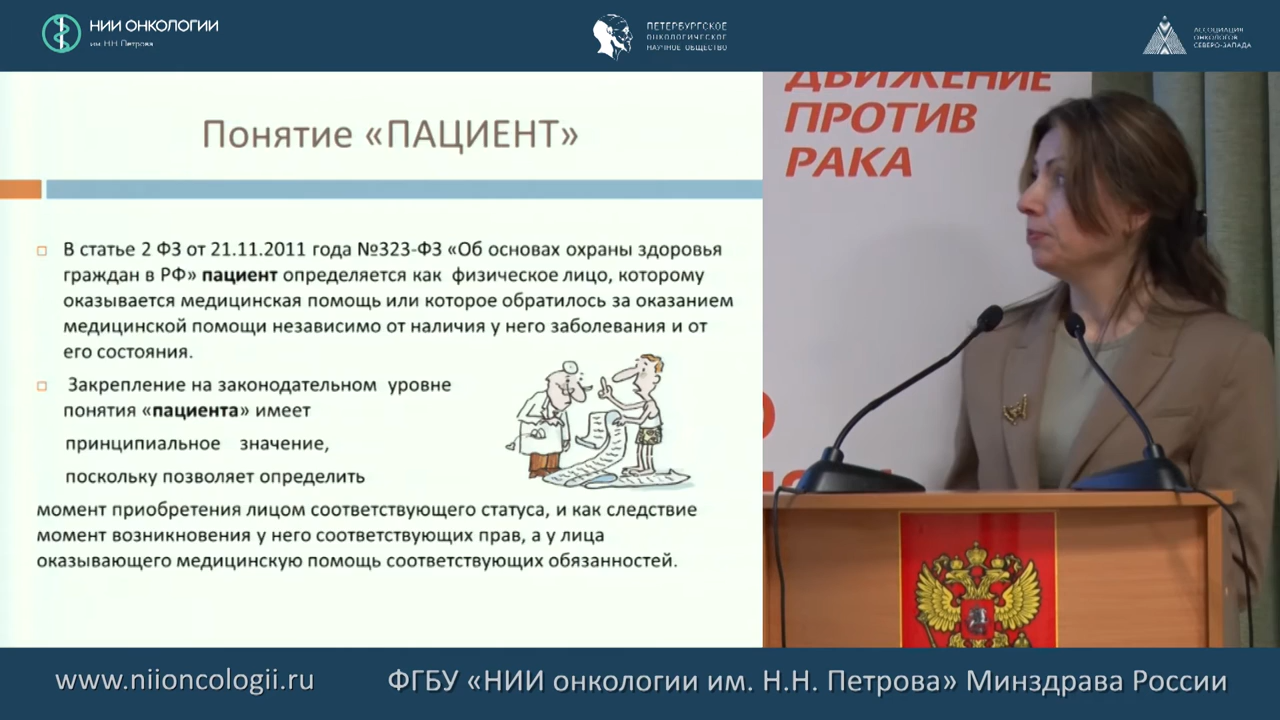 НИИ ОНКОЛОГИИ
им. Н.Н. Петрова
ПЕТЕРБУРГСКОЕ
ОНКОЛОГИЧЕСКОЕ
НАУЧНОЕ ОБЩЕСТВО
АССОЦИАЦИЯ
ОНКОЛОГОВ
СЕВЕРО-ЗАПАДА
Понятие «ПАЦИЕНТ»
В статье 2 ФЗ от 21.11.2011 года №323-ФЗ «Об основах охраны здоровья
граждан в РФ» пациент определяется как физическое лицо, которому
оказывается медицинская помощь или которое обратилось за оказанием
медицинской помощи независимо от наличия у него заболевания и от
его состояния.
Закрепление на законодательном уровне
понятия «пациента» имеет
принципиальное значение,
поскольку позволяет определить
момент приобретения лицом соответствующего статуса, и как следствие
момент возникновения у него соответствующих прав, а у лица
оказывающего медицинскую помощь соответствующих обязанностей.
ДВИЖЕНИЕ
ПРОТИВ
РАКА
www.niioncologii.ru
ФГБУ «НИИ онкологии им. Н.Н. Петрова» Минздрава России